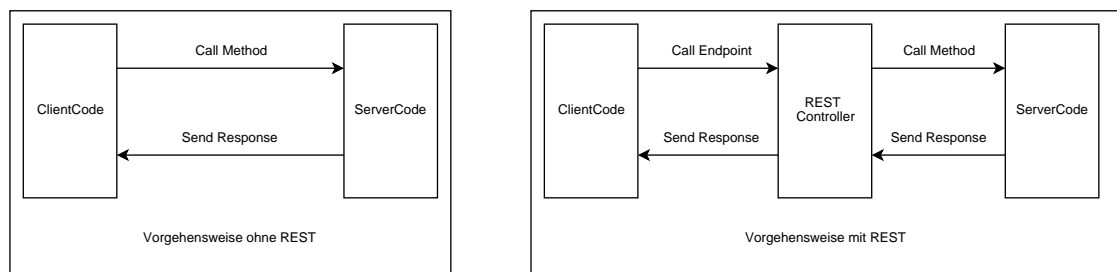 Call Method
ClientCode
ServerCode
Send Response
Vorgehensweise ohne REST
Call Endpoint
Call Method
ClientCode
REST
Controller
ServerCode
Send Response
Send Response
Vorgehensweise mit REST